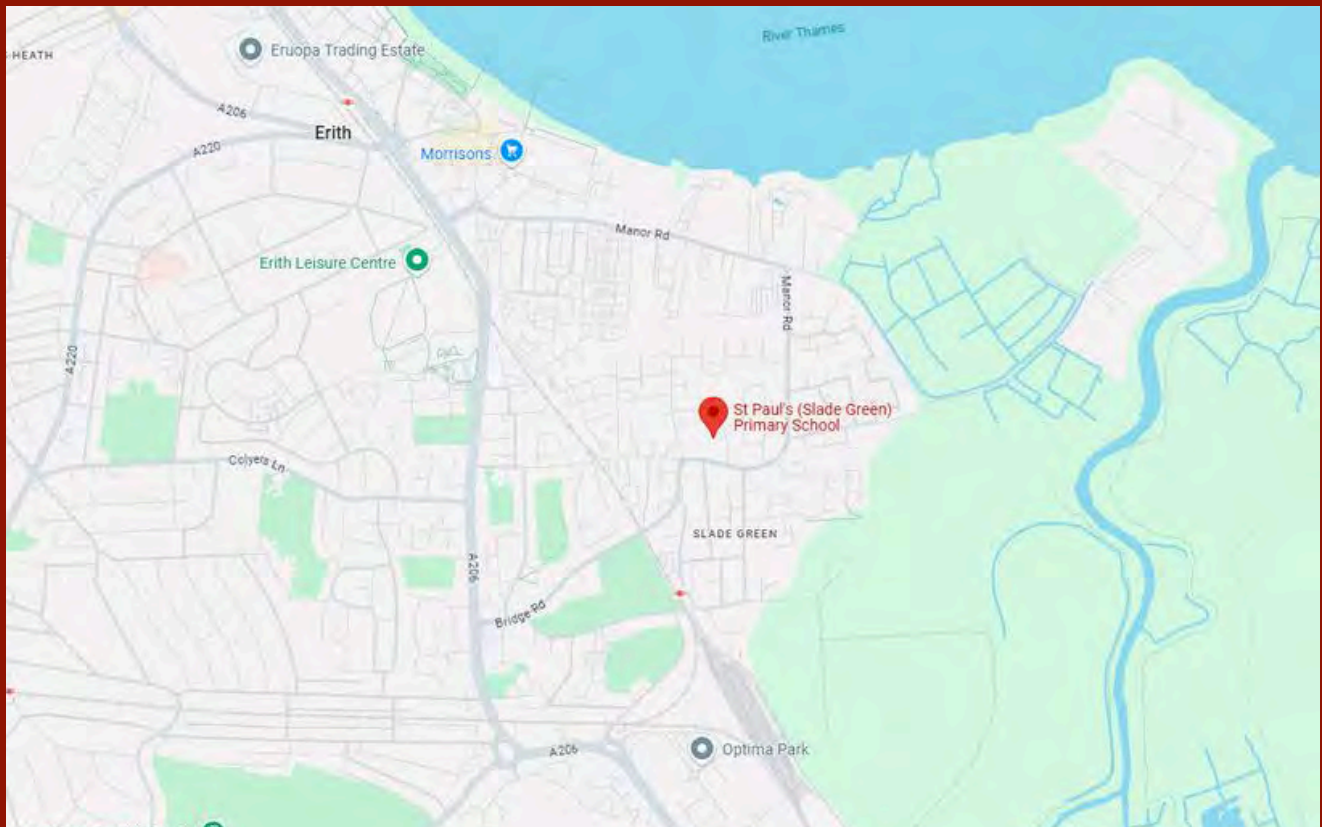 River Thames
Eruopa Trading Estate
HEATH
A206
Erith
A220
Morrisons
Manor Rd
Erith Leisure Centre
Manor Rd
A220
St Paul's (Slade Green)
Primary School
Colyers Ln
SLADE GREEN
A206
Bridge Rd
A206
Optima Park